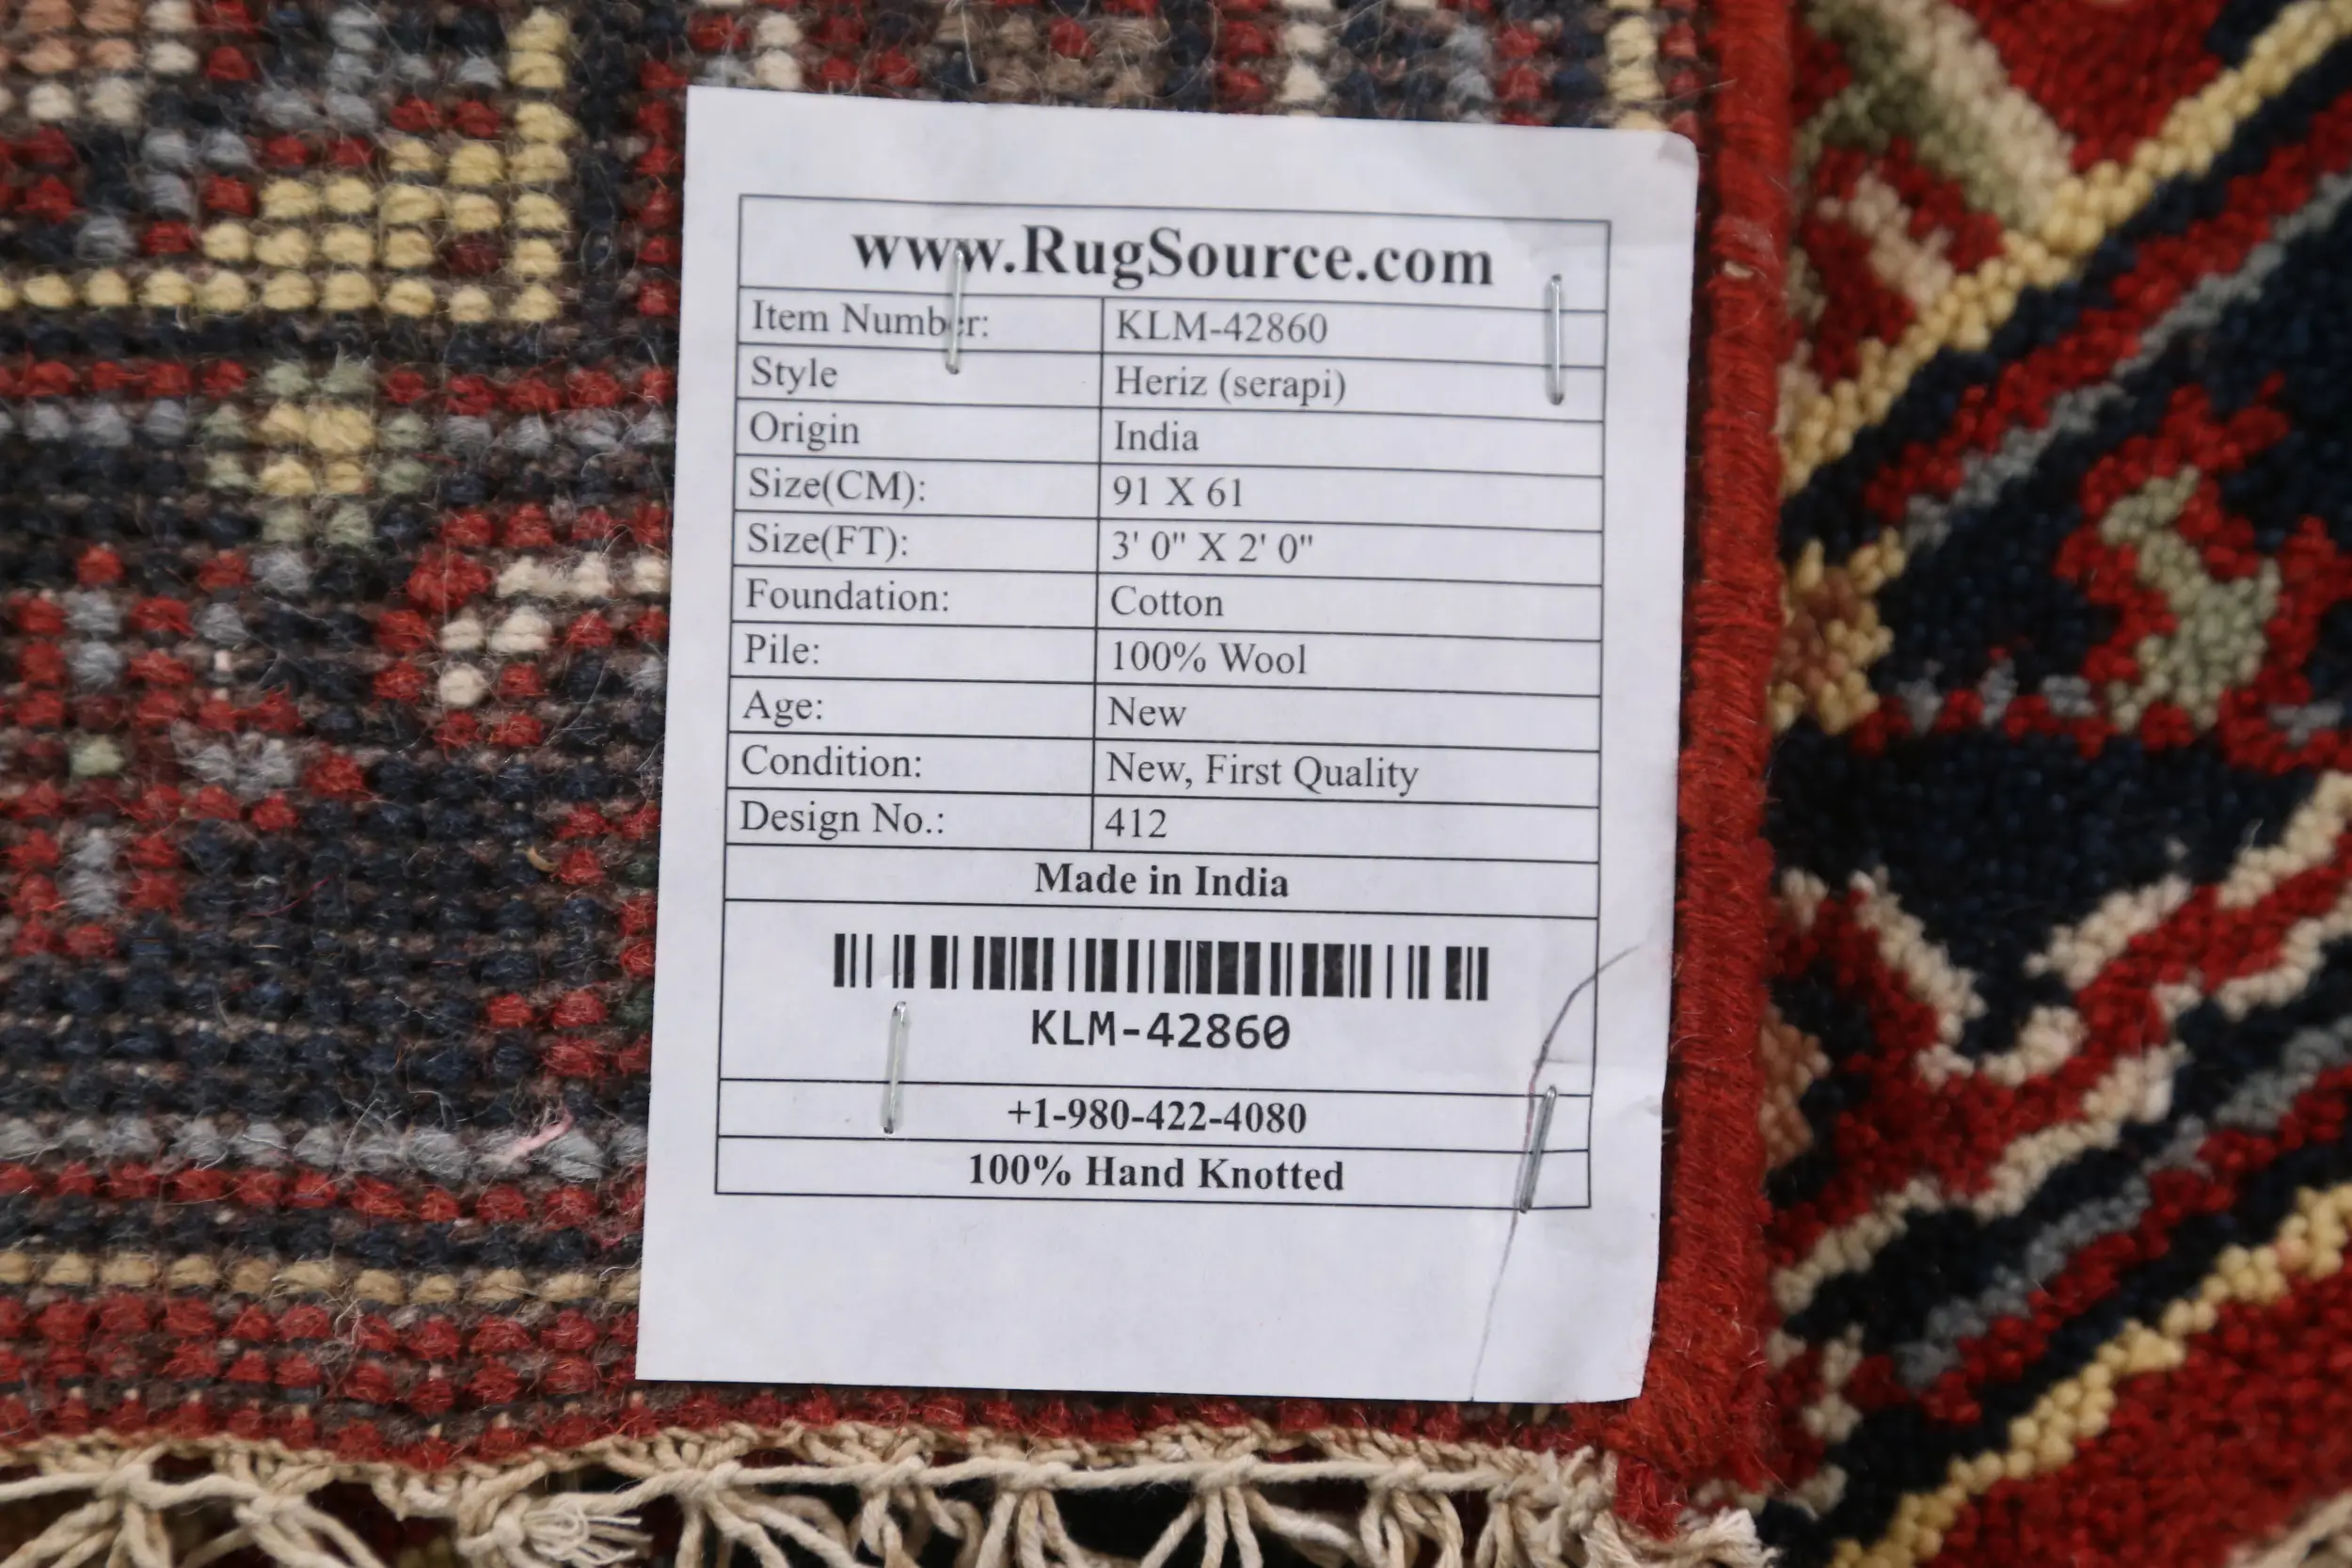 www.RugSource.com
Item Number: KLM-42860
Style Heriz (serapi)
Origin India
Size(CM): 91 X 61
Size(FT): 3' 0" X 2' 0"
Foundation: Cotton
Pile: 100% Wool
Age: New
Condition: New, First Quality
Design No.: 412
Made in India
KLM-42860
+1-980-422-4080
100% Hand Knotted